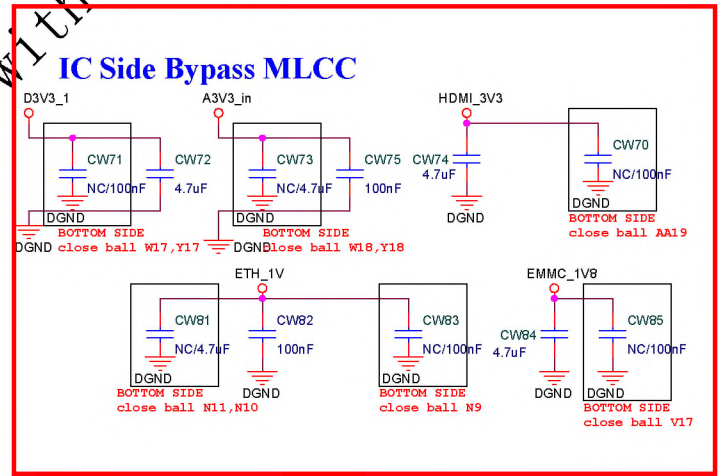 with
IC Side Bypass MLCC
D3V3_1
A3V3_in
HDMI_3V3
CW71
CW72
NC/100nF
4.7uF
CW73
CW75
NC/4.7uF
100nF
CW74
4.7uF
CW70
NC/100nF
DGND
DGND
DGND
DGND
DGND
DGND
BOTTOM SIDE
close ball W17,Y17
BOTTOM SIDE
close ball W18,Y18
BOTTOM SIDE
close ball AA19
ETH_1V
EMMC_1V8
CW81
NC/4.7uF
CW82
100nF
CW83
NC/100nF
CW84
4.7uF
CW85
NC/100nF
DGND
DGND
DGND
DGND
DGND
BOTTOM SIDE
close ball N11,N10
BOTTOM SIDE
close ball N9
BOTTOM SIDE
close ball V17